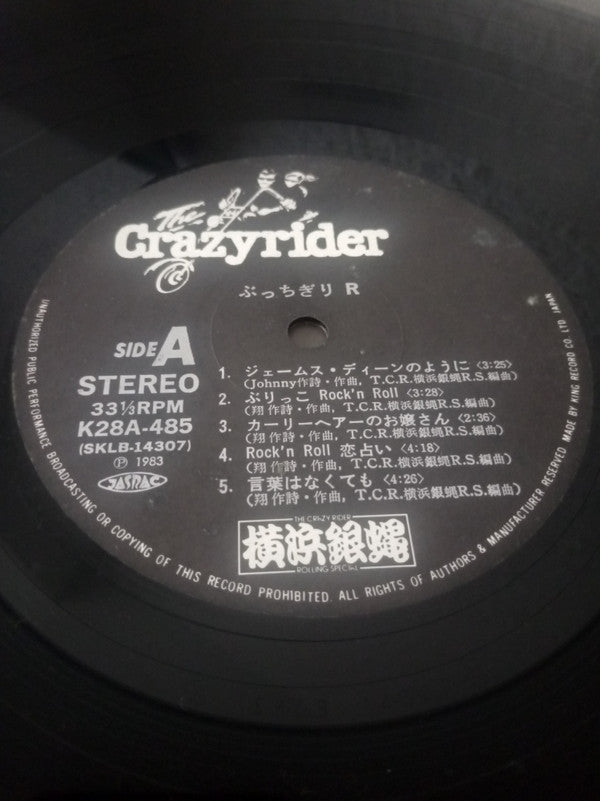 The
Crazyrider
ぶっちぎり R
SIDE A
STEREO
33⅓RPM
K28A-485
(SKLB-14307)
Ⓟ 1983
JASRAC
1. ジェームス・ディーンのように〈3:25〉
(Johnny作詩・作曲, T.C.R.横浜銀蝿R.S.編曲)
2. ぶりっこ Rock'n Roll〈3:28〉
(翔 作詩・作曲, T.C.R.横浜銀蝿R.S.編曲)
3. カーリーヘアーのお嬢さん〈2:36〉
(翔 作詩・作曲, T.C.R.横浜銀蝿R.S.編曲)
4. Rock'n Roll 恋占い〈4:18〉
(翔 作詩・作曲, T.C.R.横浜銀蝿R.S.編曲)
5. 言葉はなくても〈4:26〉
(翔 作詩・作曲, T.C.R.横浜銀蝿R.S.編曲)
THE CRAZY RIDER
横浜銀蝿
ROLLING SPECIAL
UNAUTHORIZED PUBLIC PERFORMANCE BROADCASTING OR COPYING OF THIS RECORD PROHIBITED. ALL RIGHTS OF AUTHORS & MANUFACTURER RESERVED MADE BY KING RECORD CO. LTD. JAPAN